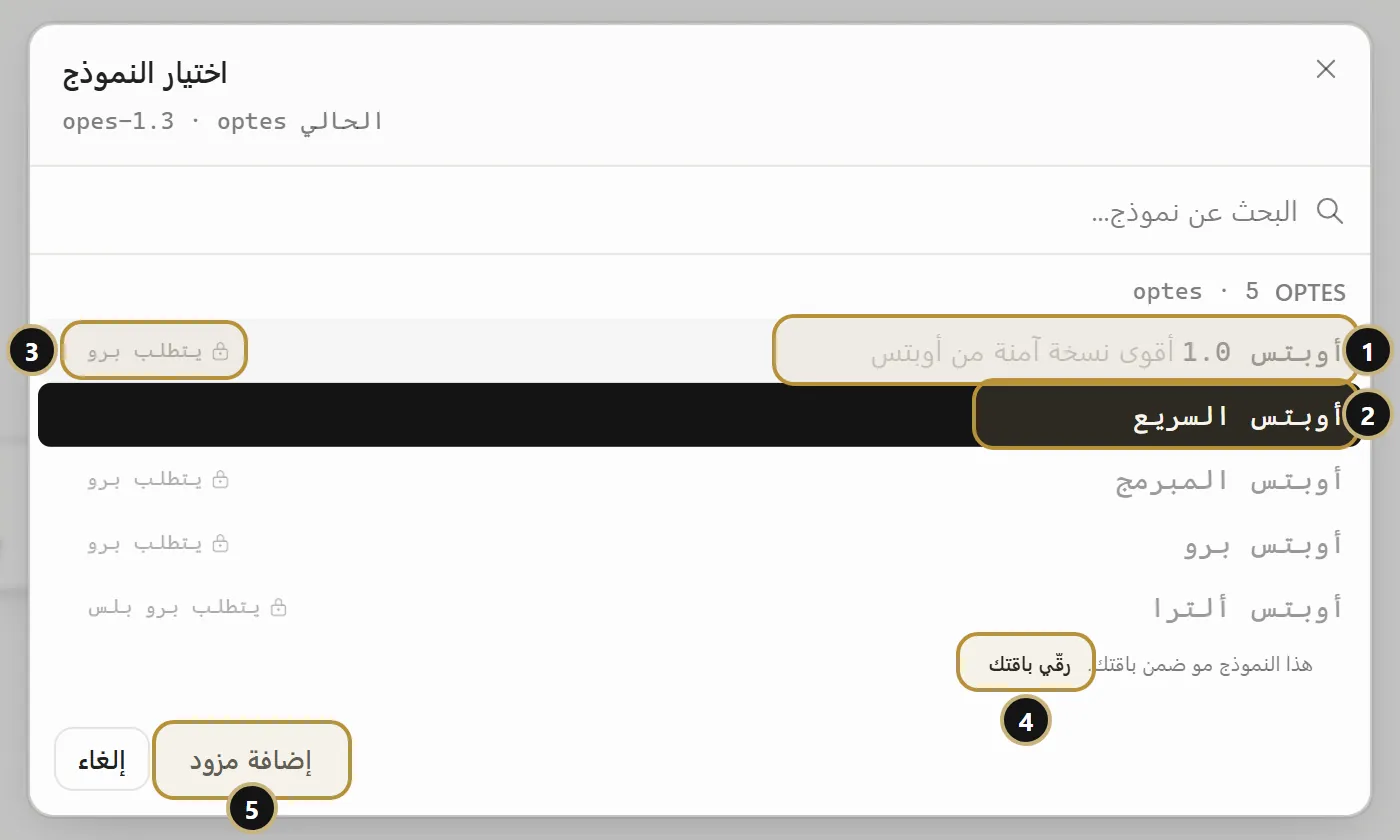 اختيار النموذج
الحالي opes-1.3 · optes
البحث عن نموذج...
OPTES 5 · optes
1
أوبتس 1.0 أقوى نسخة آمنة من أوبتس
يتطلب برو
3
2
أوبتس السريع
أوبتس المبرمج
يتطلب برو
أوبتس برو
يتطلب برو
أوبتس ألترا
يتطلب برو بلس
هذا النموذج مو ضمن باقتك. رقّي باقتك
4
إضافة مزود
إلغاء
5